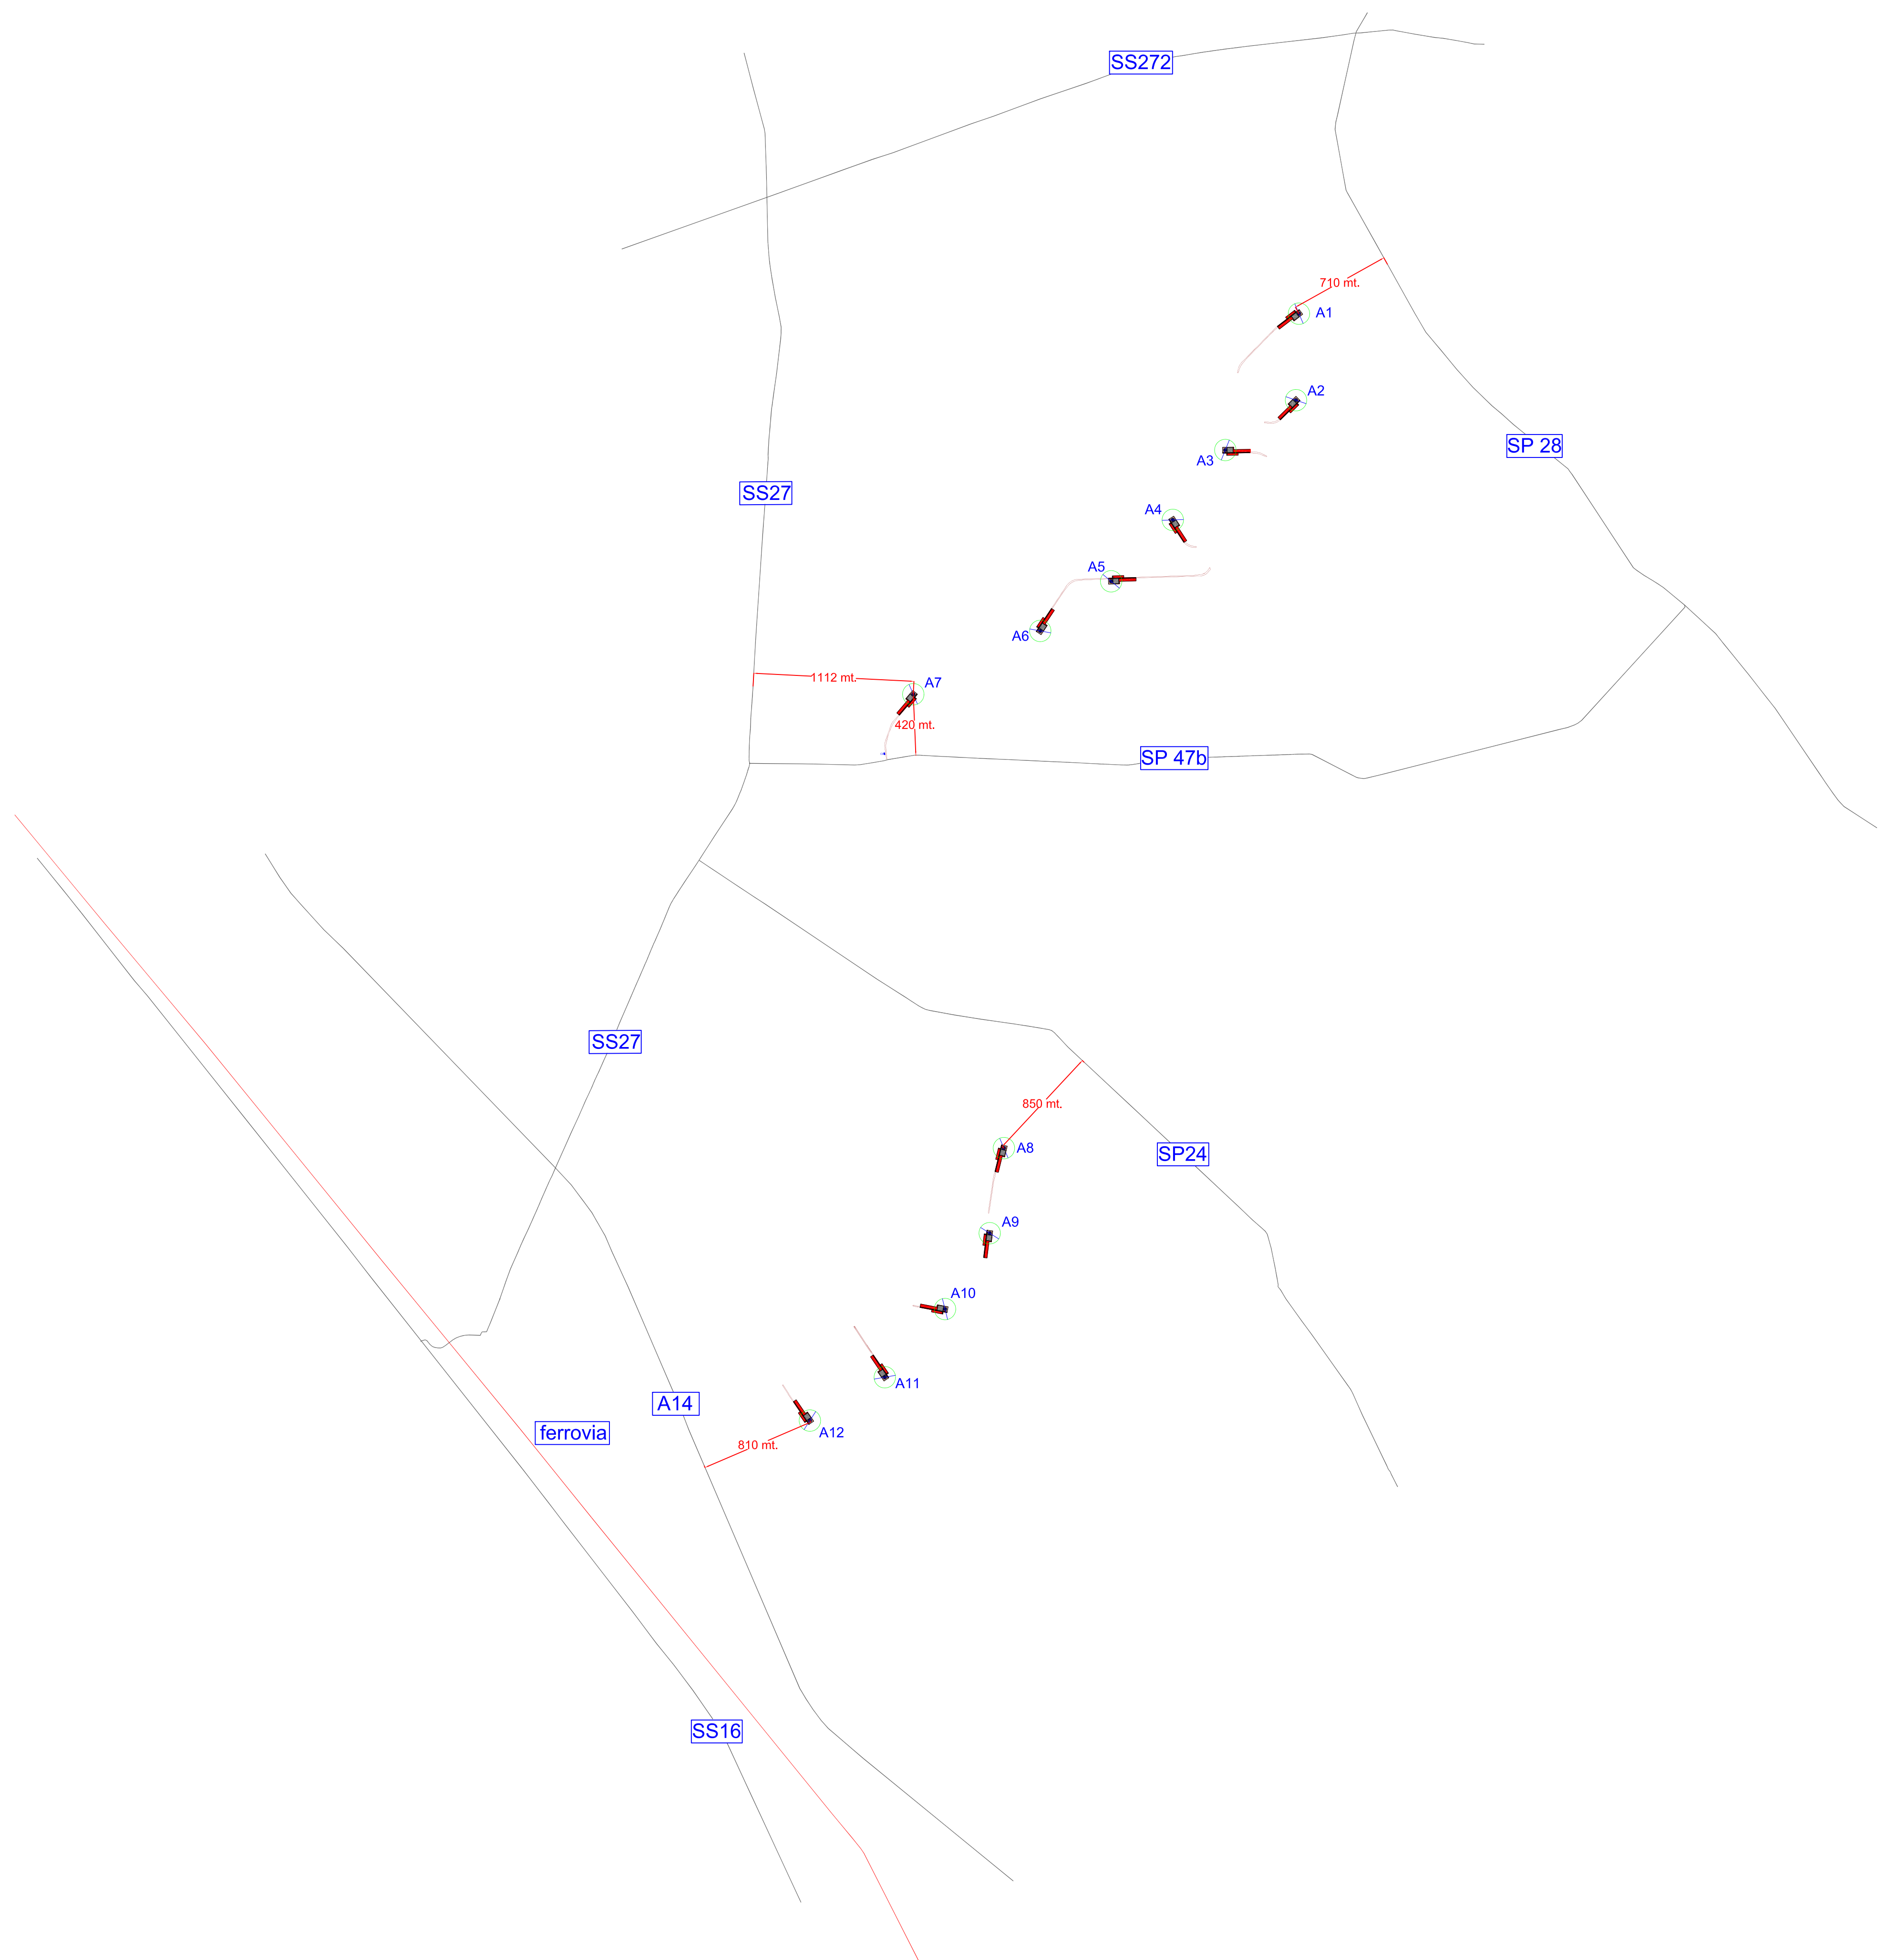 SS272
710 mt.
A1
A2
SP 28
A3
SS27
A4
A5
A6
1112 mt.
A7
420 mt.
SP 47b
SS27
850 mt.
A8
SP24
A9
A10
A11
A14
ferrovia
A12
810 mt.
SS16